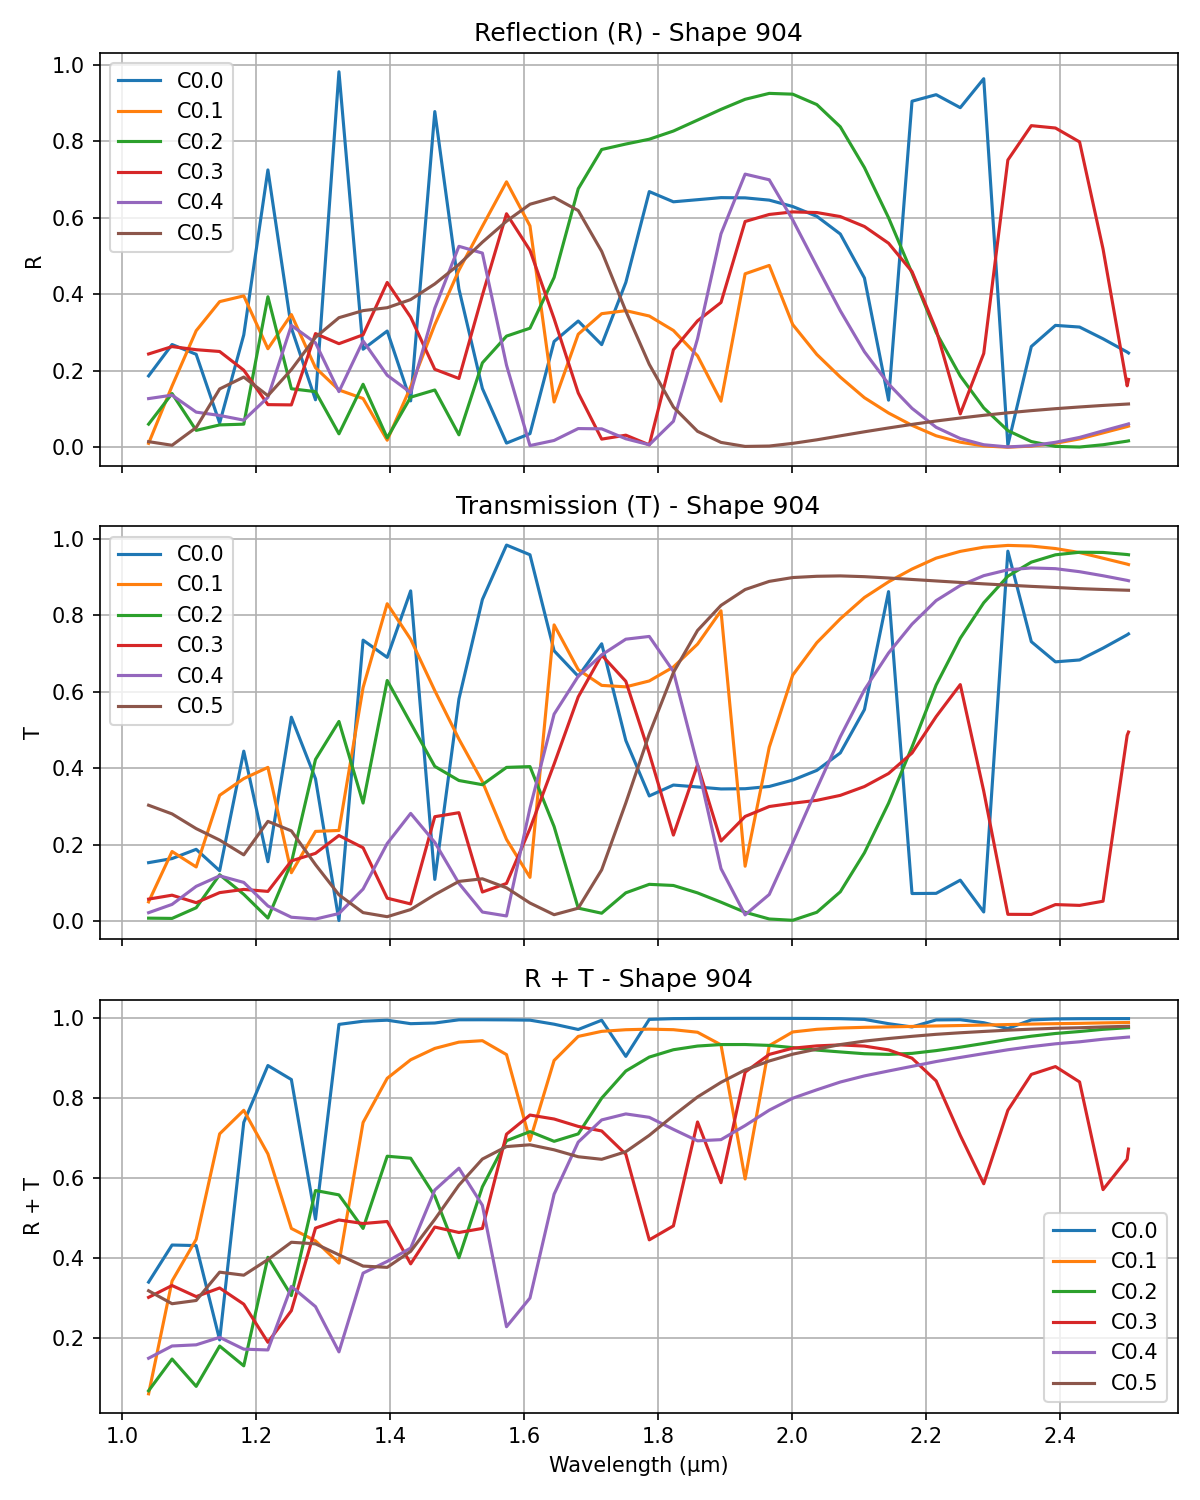 Reflection (R) - Shape 904
1.0
0.8
0.6
0.4
0.2
0.0
R
C0.0
C0.1
C0.2
C0.3
C0.4
C0.5
Transmission (T) - Shape 904
1.0
0.8
0.6
0.4
0.2
0.0
T
C0.0
C0.1
C0.2
C0.3
C0.4
C0.5
R + T - Shape 904
1.0
0.8
0.6
0.4
0.2
R + T
C0.0
C0.1
C0.2
C0.3
C0.4
C0.5
1.0 1.2 1.4 1.6 1.8 2.0 2.2 2.4
Wavelength (μm)